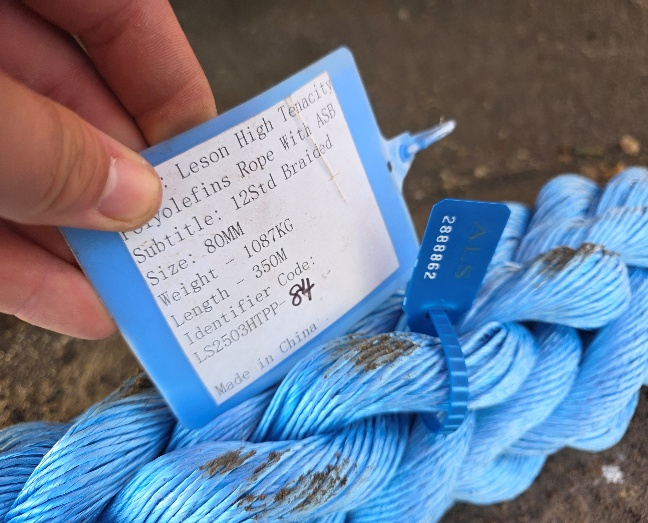 : Leson High Tenacity
Polyolefins Rope With ASB
Subtitle: 12Std Braided
Size: 80MM
Weight - 1087KG
Length - 350M
Identifier Code:
LS2503HTPP-84
Made in China
ALS
2888862